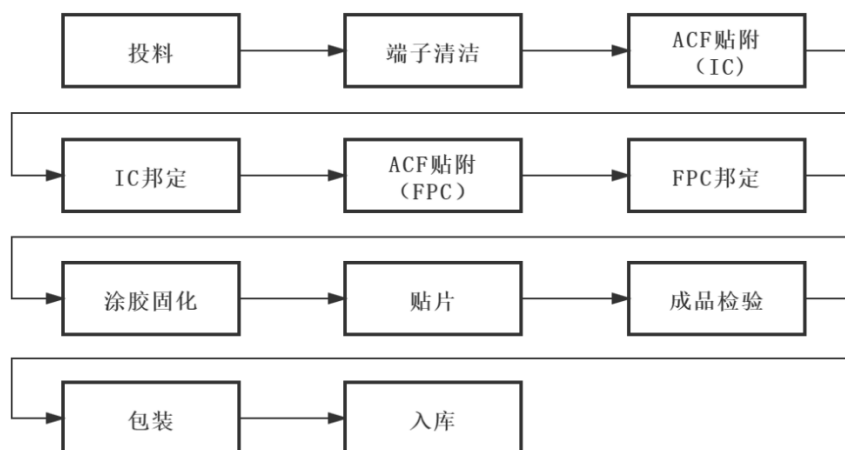 投料
端子清洁
ACF贴附
（IC）
IC邦定
ACF贴附
（FPC）
FPC邦定
涂胶固化
贴片
成品检验
包装
入库